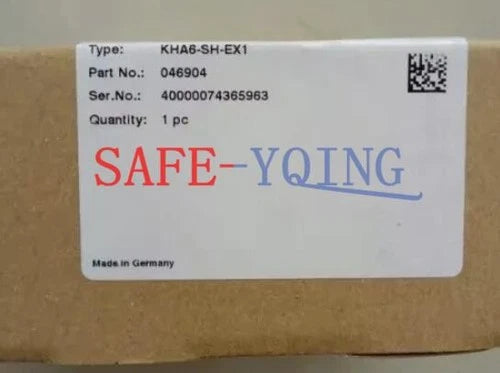 Type: KHA6-SH-EX1
Part No.: 046904
Ser.No.: 40000074365963
Quantity: 1 pc
SAFE-YQING
Made in Germany